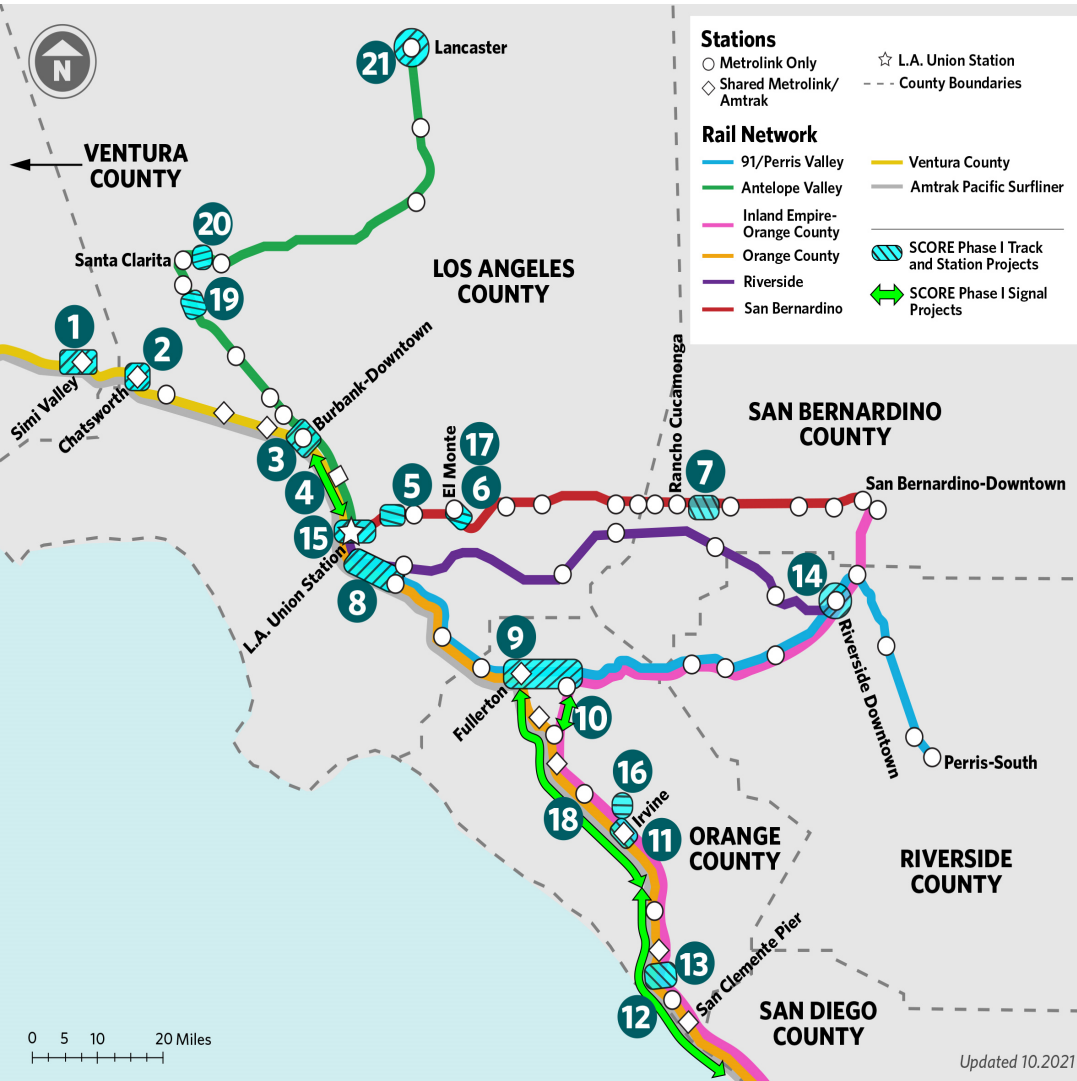 N
21
Lancaster
VENTURA
COUNTY
20
Santa Clarita
19
LOS ANGELES
COUNTY
1
Simi Valley
2
Chatsworth
Burbank-Downtown
3
4
15
L.A. Union Station
5
El Monte
17
6
Rancho Cucamonga
7
SAN BERNARDINO
COUNTY
San Bernardino-Downtown
8
9
Fullerton
10
14
Riverside Downtown
Perris-South
16
Irvine
11
18
ORANGE
COUNTY
RIVERSIDE
COUNTY
13
12
San Clemente Pier
SAN DIEGO
COUNTY
Stations
Metrolink Only
Shared Metrolink/
Amtrak
L.A. Union Station
County Boundaries
Rail Network
91/Perris Valley
Antelope Valley
Inland Empire-
Orange County
Orange County
Riverside
San Bernardino
Ventura County
Amtrak Pacific Surfliner
SCORE Phase I Track
and Station Projects
SCORE Phase I Signal
Projects
0 5 10 20 Miles
Updated 10.2021